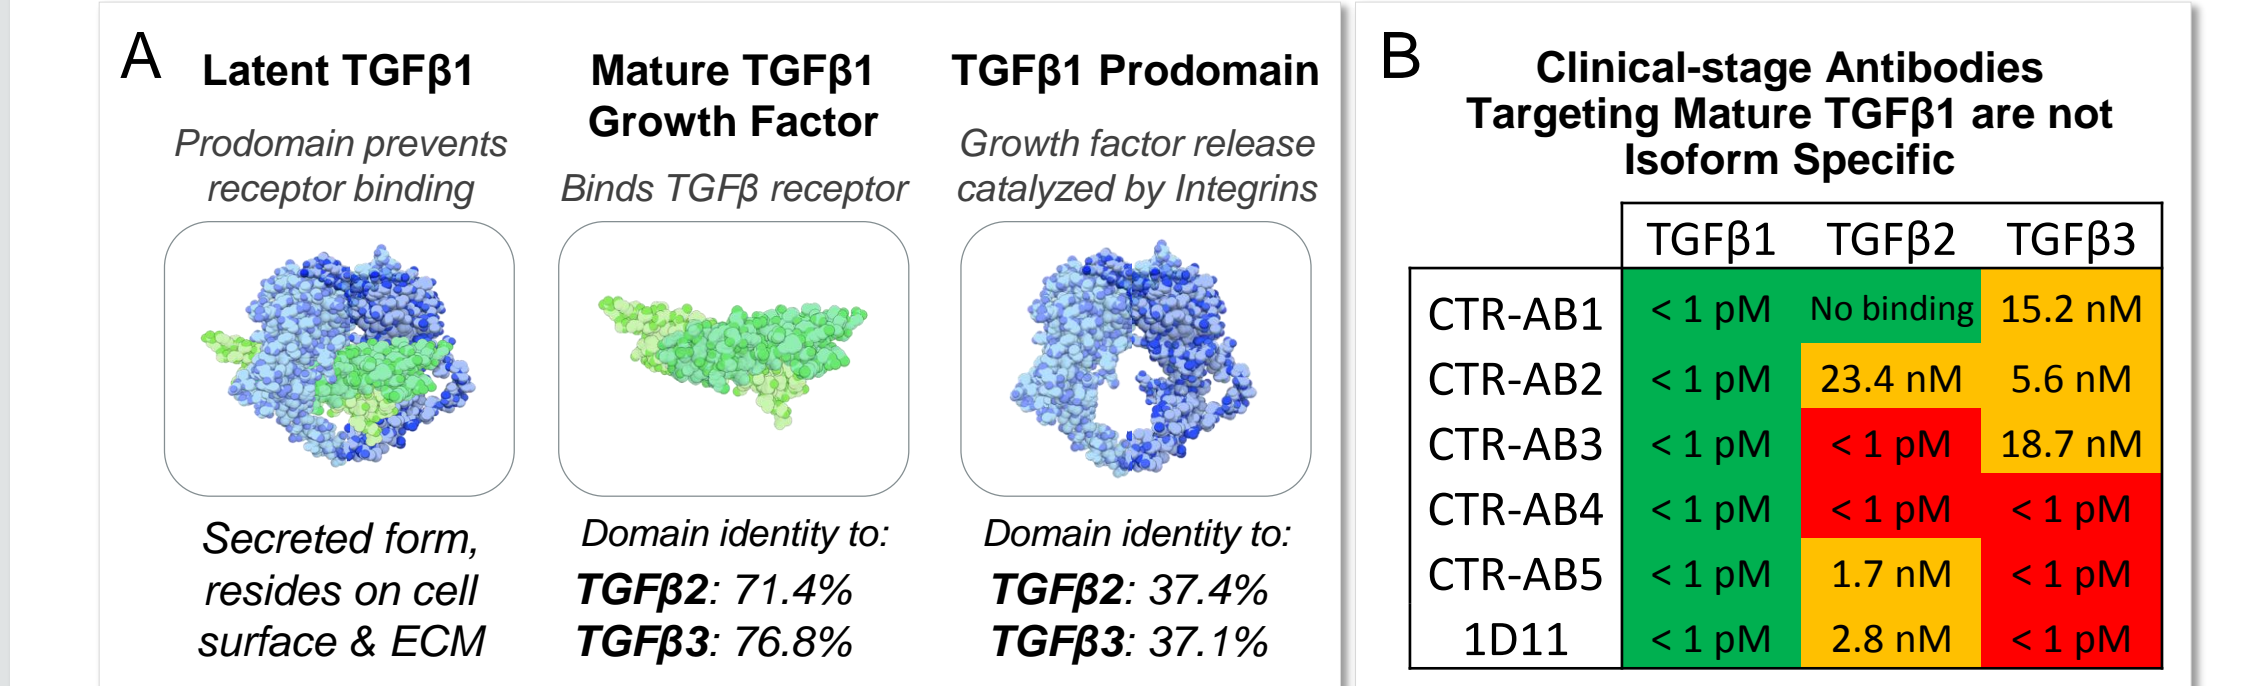 A
Latent TGFβ1
Prodomain prevents
receptor binding
Secreted form,
resides on cell
surface & ECM
Mature TGFβ1
Growth Factor
Binds TGFβ receptor
Domain identity to:
TGFβ2: 71.4%
TGFβ3: 76.8%
TGFβ1 Prodomain
Growth factor release
catalyzed by Integrins
Domain identity to:
TGFβ2: 37.4%
TGFβ3: 37.1%
B
Clinical-stage Antibodies
Targeting Mature TGFβ1 are not
Isoform Specific
TGFβ1 TGFβ2 TGFβ3
CTR-AB1 < 1 pM No binding 15.2 nM
CTR-AB2 < 1 pM 23.4 nM 5.6 nM
CTR-AB3 < 1 pM < 1 pM 18.7 nM
CTR-AB4 < 1 pM < 1 pM < 1 pM
CTR-AB5 < 1 pM 1.7 nM < 1 pM
1D11 < 1 pM 2.8 nM < 1 pM